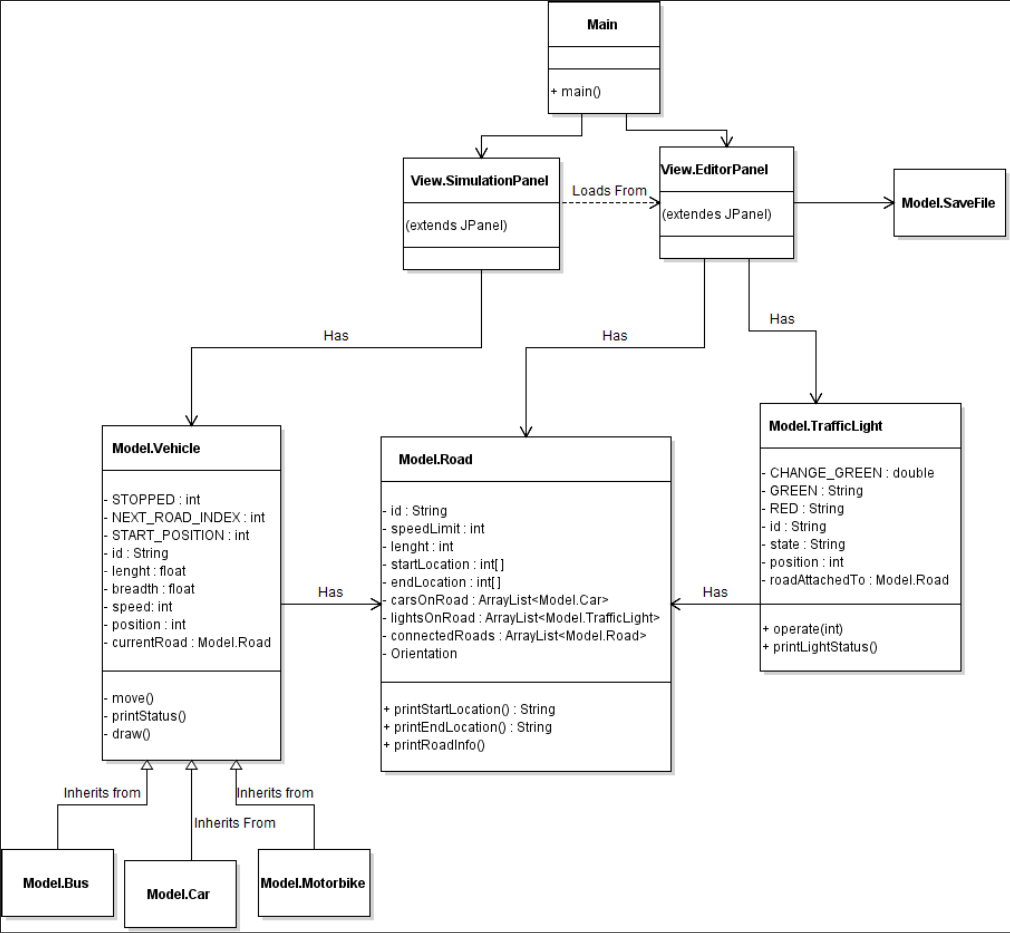 Main
+ main()
View.SimulationPanel
(extends JPanel)
Loads From
View.EditorPanel
(extendes JPanel)
Model.SaveFile
Has
Has
Has
Model.Vehicle
- STOPPED : int
- NEXT_ROAD_INDEX : int
- START_POSITION : int
- id : String
- lenght : float
- breadth : float
- speed: int
- position : int
- currentRoad : Model.Road
- move()
- printStatus()
- draw()
Has
Model.Road
- id : String
- speedLimit : int
- lenght : int
- startLocation : int[]
- endLocation : int[]
- carsOnRoad : ArrayList<Model.Car>
- lightsOnRoad : ArrayList<Model.TrafficLight>
- connectedRoads : ArrayList<Model.Road>
- Orientation
+ printStartLocation() : String
+ printEndLocation() : String
+ printRoadInfo()
Has
Model.TrafficLight
- CHANGE_GREEN : double
- GREEN : String
- RED : String
- id : String
- state : String
- position : int
- roadAttachedTo : Model.Road
+ operate(int)
+ printLightStatus()
Inherits from
Inherits From
Inherits from
Model.Bus
Model.Car
Model.Motorbike